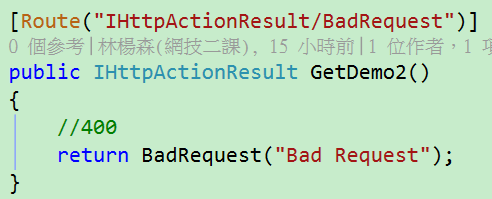 [Route("IHttpActionResult/BadRequest")]
0 個參考|林楊森(網技二課), 15 小時前|1 位作者，1 項
public IHttpActionResult GetDemo2()
{
//400
return BadRequest("Bad Request");
}